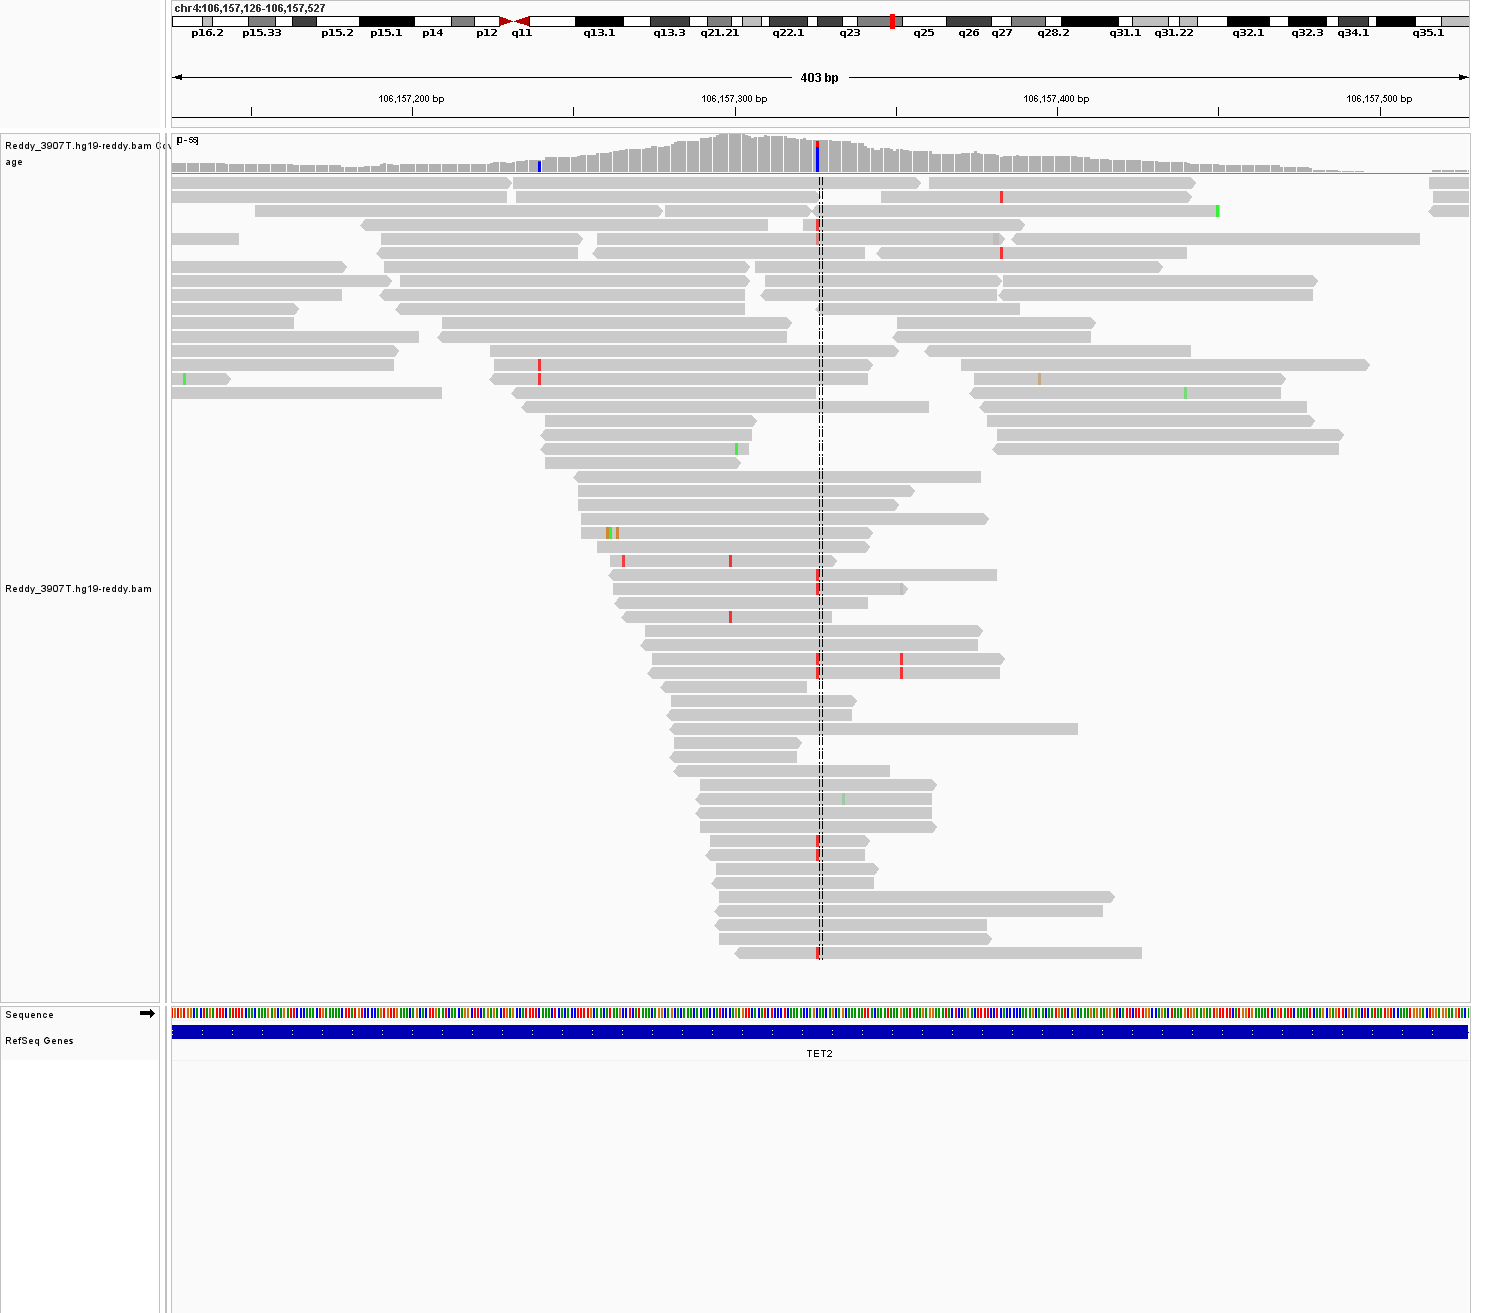 chr4:106,157,126-106,157,527
p16.2 p15.33 p15.2 p15.1 p14 p12 q11 q13.1 q13.3 q21.21 q22.1 q23 q25 q26 q27 q28.2 q31.1 q31.22 q32.1 q32.3 q34.1 q35.1
403 bp
106,157,200 bp 106,157,300 bp 106,157,400 bp 106,157,500 bp
Reddy_3907T.hg19-reddy.bam Cov
age
Reddy_3907T.hg19-reddy.bam
Sequence
RefSeq Genes
TET2